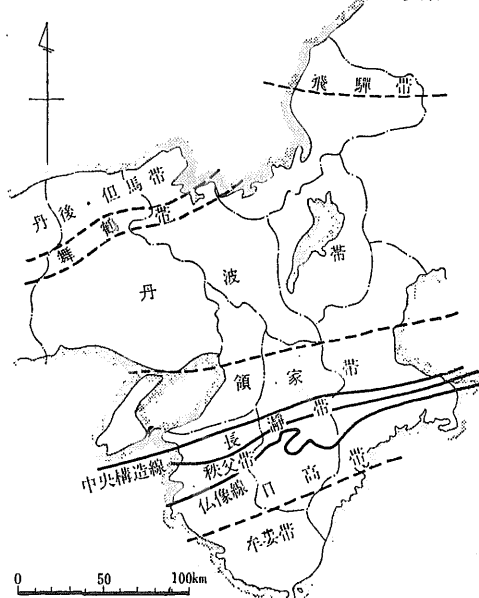 飛驒帯
丹後・但馬帯
舞鶴帯
丹波帯
領家帯
長瀞帯
中央構造線
秩父帯
仏像線
日高帯
牟婁帯
0 50 100km